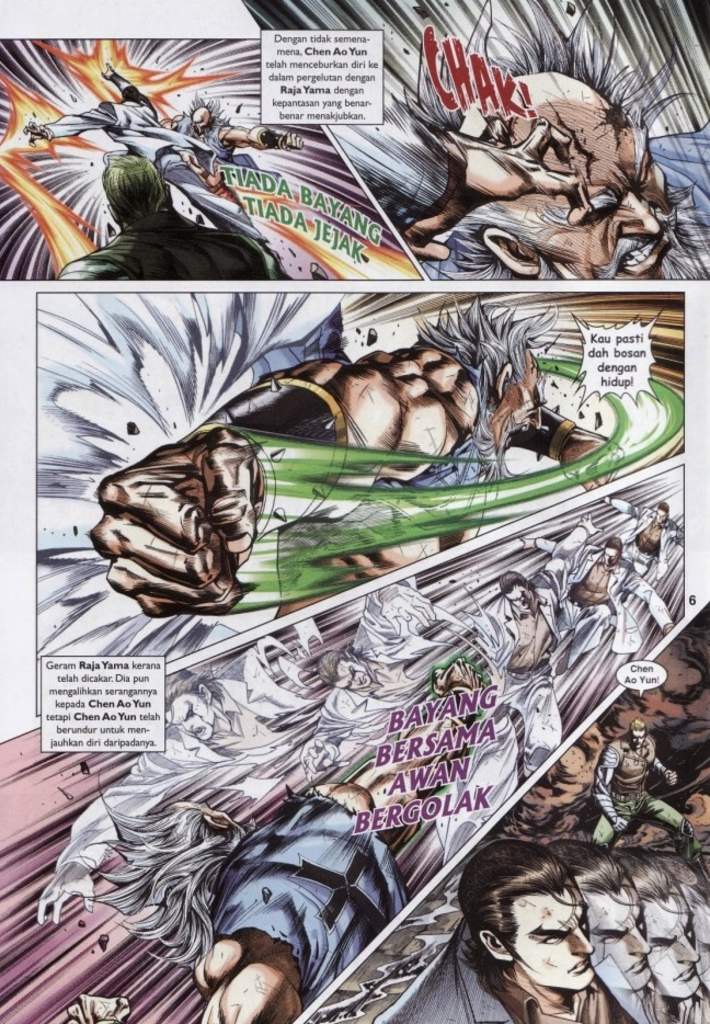 Dengan tidak semena-
mena, Chen Ao Yun
telah menceburkan diri ke
dalam pergelutan dengan
Raja Yama dengan
kepantasan yang benar-
benar menakjubkan.
CHAK!
TIADA BAYANG
TIADA JEJAK
Kau pasti
dah bosan
dengan
hidup!
6
Geram Raja Yama kerana
telah dicakar. Dia pun
mengalihkan serangannya
kepada Chen Ao Yun
tetapi Chen Ao Yun telah
berundur untuk men-
jauhkan diri daripadanya.
BAYANG
BERSAMA
AWAN
BERGOLAK
Chen
Ao Yun!